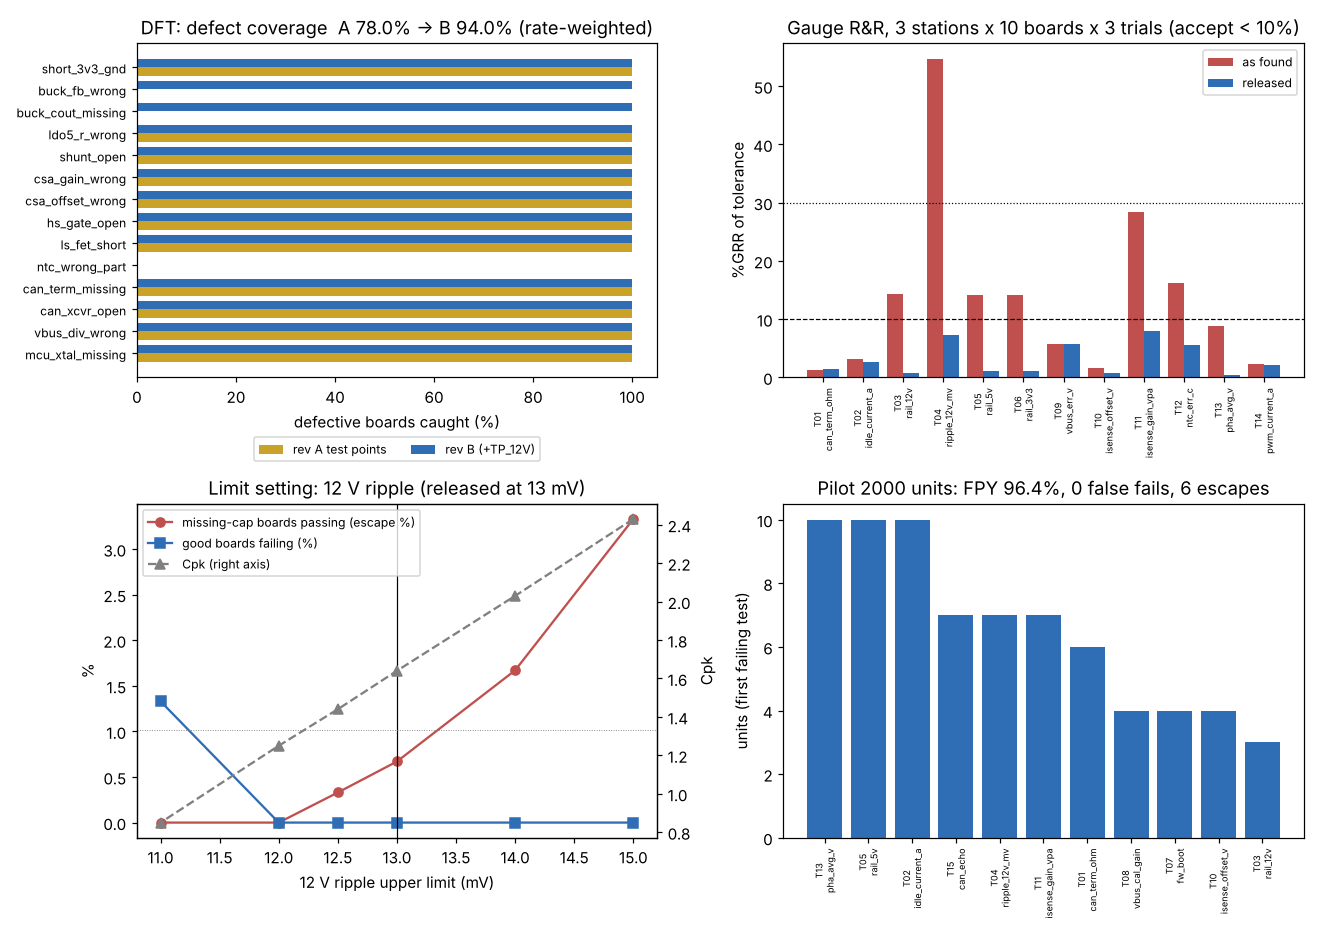 DFT: defect coverage  A 78.0% → B 94.0% (rate-weighted)
short_3v3_gnd
buck_fb_wrong
buck_cout_missing
ldo5_r_wrong
shunt_open
csa_gain_wrong
csa_offset_wrong
hs_gate_open
ls_fet_short
ntc_wrong_part
can_term_missing
can_xcvr_open
vbus_div_wrong
mcu_xtal_missing
0 20 40 60 80 100
defective boards caught (%)
rev A test points
rev B (+TP_12V)
Gauge R&R, 3 stations x 10 boards x 3 trials (accept < 10%)
as found
released
%GRR of tolerance
50
40
30
20
10
0
T01
can_term_ohm
T02
idle_current_a
T03
rail_12v
T04
ripple_12v_mv
T05
rail_5v
T06
rail_3v3
T09
vbus_err_v
T10
isense_offset_v
T11
isense_gain_vpa
T12
ntc_err_c
T13
pha_avg_v
T14
pwm_current_a
Limit setting: 12 V ripple (released at 13 mV)
missing-cap boards passing (escape %)
good boards failing (%)
Cpk (right axis)
%
3.0
2.5
2.0
1.5
1.0
0.5
0.0
2.4
2.2
2.0
1.8
1.6
1.4
1.2
1.0
0.8
Cpk
11.0 11.5 12.0 12.5 13.0 13.5 14.0 14.5 15.0
12 V ripple upper limit (mV)
Pilot 2000 units: FPY 96.4%, 0 false fails, 6 escapes
units (first failing test)
10
8
6
4
2
0
T13
pha_avg_v
T05
rail_5v
T02
idle_current_a
T15
can_echo
T04
ripple_12v_mv
T11
isense_gain_vpa
T01
can_term_ohm
T08
vbus_cal_gain
T07
fw_boot
T10
isense_offset_v
T03
rail_12v